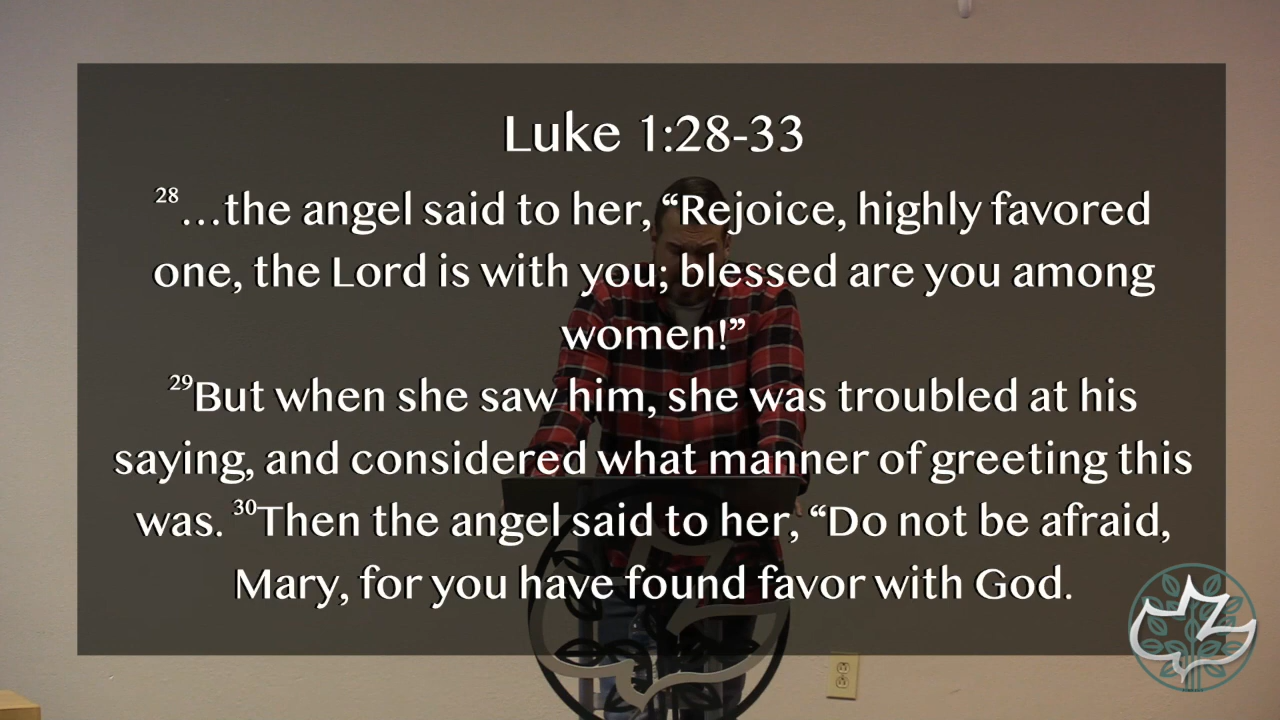 Luke 1:28-33
28…the angel said to her, “Rejoice, highly favored
one, the Lord is with you; blessed are you among
women!”
29But when she saw him, she was troubled at his
saying, and considered what manner of greeting this
was. 30Then the angel said to her, “Do not be afraid,
Mary, for you have found favor with God.